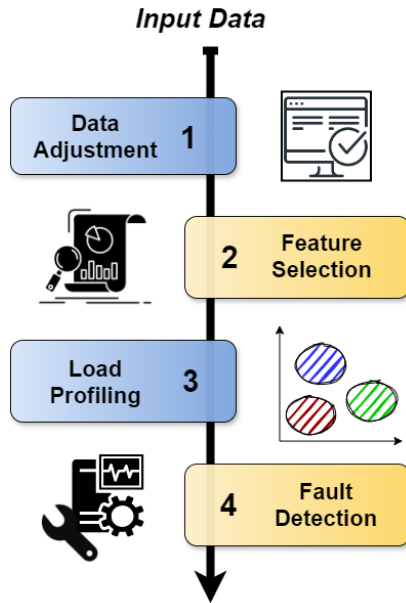 Input Data
Data
Adjustment
1
2
Feature
Selection
Load
Profiling
3
4
Fault
Detection